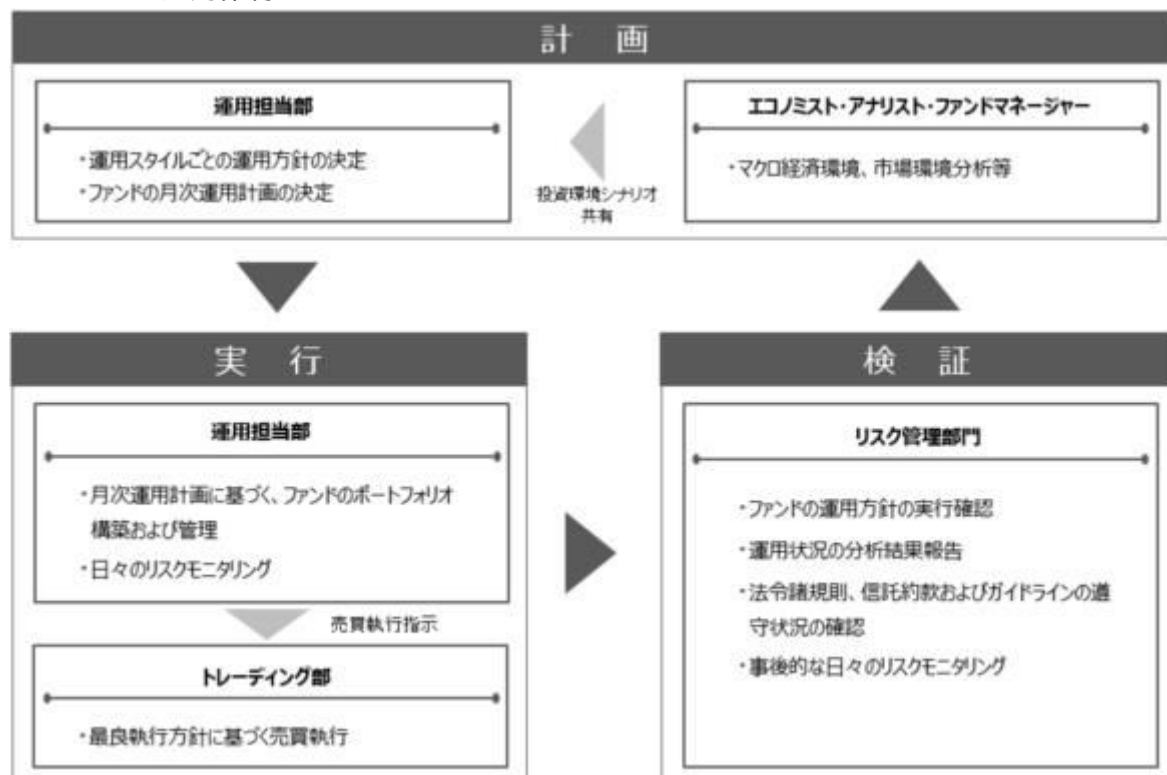 計 画
運用担当部
・運用スタイルごとの運用方針の決定
・ファンドの月次運用計画の決定
投資環境シナリオ
共有
エコノミスト・アナリスト・ファンドマネージャー
・マクロ経済環境、市場環境分析等
実 行
運用担当部
・月次運用計画に基づく、ファンドのポートフォリオ
構築および管理
・日々のリスクモニタリング
売買執行指示
トレーディング部
・最良執行方針に基づく売買執行
検 証
リスク管理部門
・ファンドの運用方針の実行確認
・運用状況の分析結果報告
・法令諸規則、信託約款およびガイドラインの遵
守状況の確認
・事後的な日々のリスクモニタリング